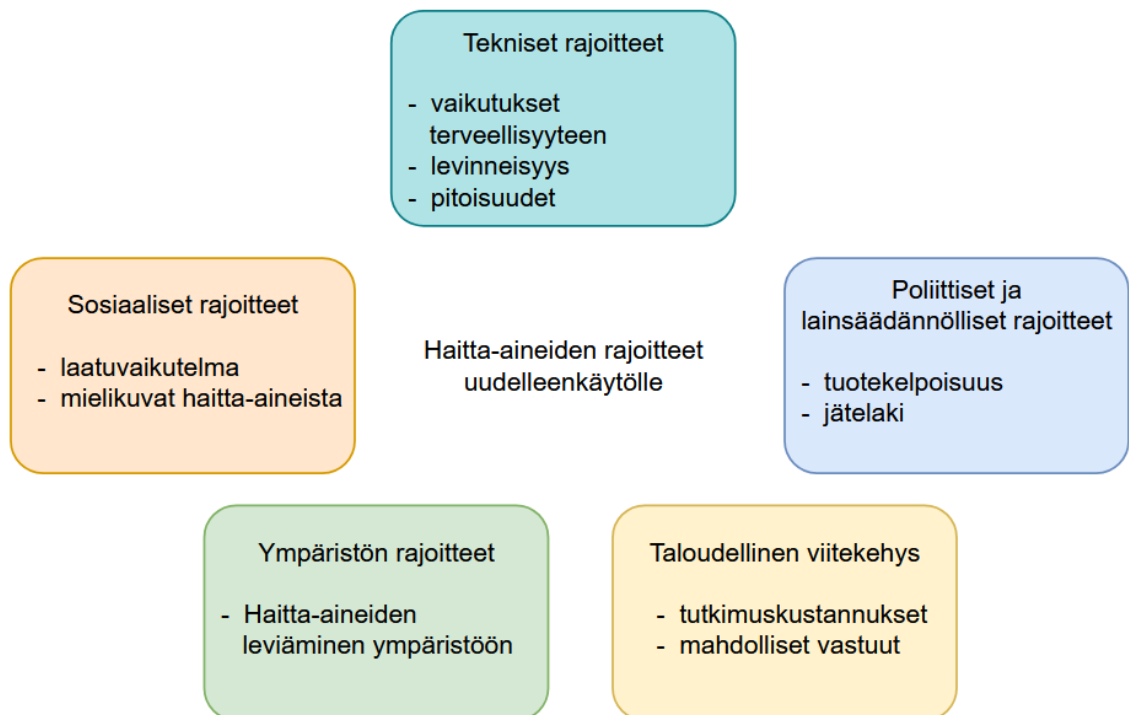 Tekniset rajoitteet
- vaikutukset
terveellisyyteen
- levinneisyys
- pitoisuudet
Sosiaaliset rajoitteet
- laatuvaikutelma
- mielikuvat haitta-aineista
Haitta-aineiden rajoitteet
uudelleenkäytölle
Poliittiset ja
lainsäädännölliset rajoitteet
- tuotekelpoisuus
- jätelaki
Ympäristön rajoitteet
- Haitta-aineiden
leviäminen ympäristöön
Taloudellinen viitekehys
- tutkimuskustannukset
- mahdolliset vastuut